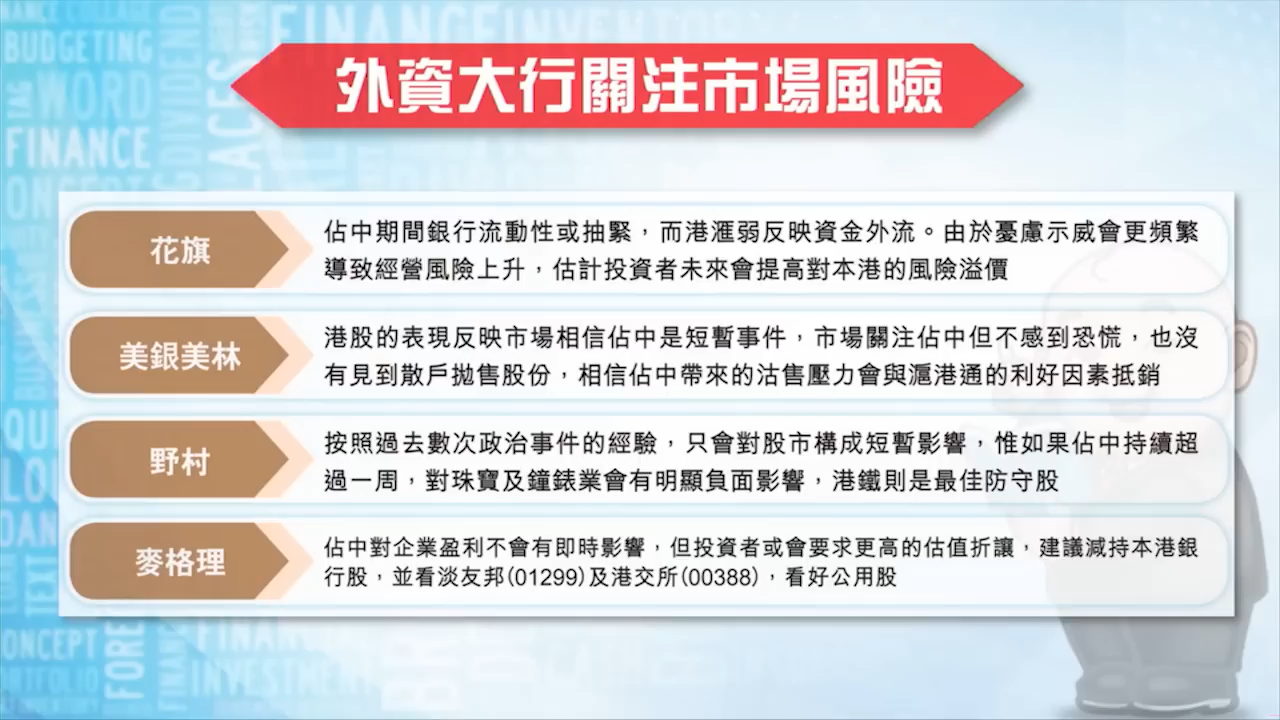 外資大行關注市場風險
花旗
佔中期間銀行流動性或抽緊，而港滙弱反映資金外流。由於憂慮示威會更頻繁
導致經營風險上升，估計投資者未來會提高對本港的風險溢價
美銀美林
港股的表現反映市場相信佔中是短暫事件，市場關注佔中但不感到恐慌，也沒
有見到散戶拋售股份，相信佔中帶來的沽售壓力會與滬港通的利好因素抵銷
野村
按照過去數次政治事件的經驗，只會對股市構成短暫影響，惟如果佔中持續超
過一周，對珠寶及鐘錶業會有明顯負面影響，港鐵則是最佳防守股
麥格理
佔中對企業盈利不會有即時影響，但投資者或會要求更高的估值折讓，建議減持本港銀
行股，並看淡友邦(01299)及港交所(00388)，看好公用股
BUDGETING
WORD
FINANCE
CONCEPT
TEXT
FINANCE
INVESTMENT